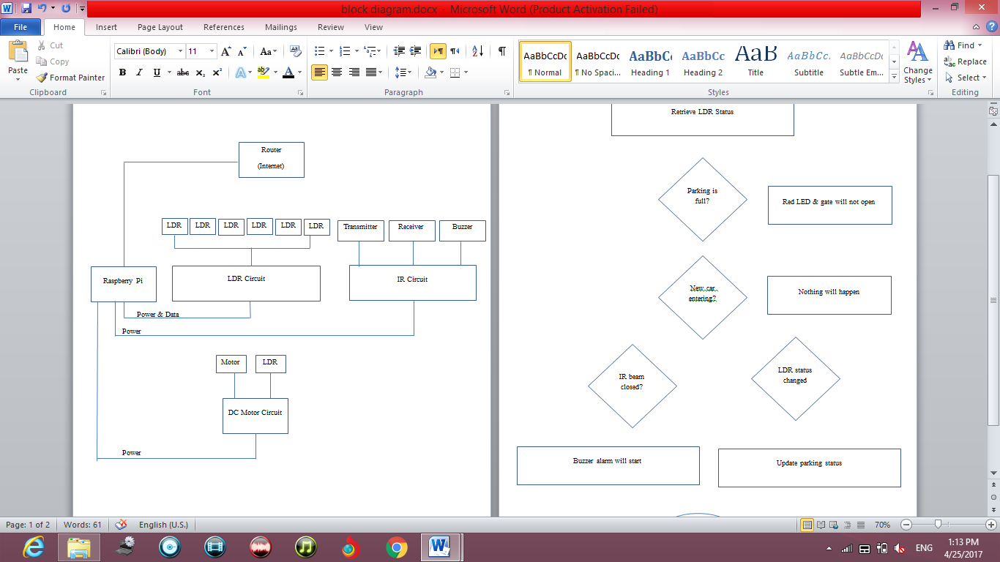 block diagram.docx - Microsoft Word (Product Activation Failed)
File Home Insert Page Layout References Mailings Review View
Paste
Cut
Copy
Format Painter
Clipboard
Calibri (Body) 11
Font
Paragraph
AaBbCcDc AaBbCcDc AaBbCс AaBbCc AaB AaBbCc. AaBbCcDc
¶ Normal ¶ No Spaci... Heading 1 Heading 2 Title Subtitle Subtle Em...
Change
Styles
Styles
Find
Replace
Select
Editing
Router
(Internet)
LDR LDR LDR LDR LDR LDR
Transmitter Receiver Buzzer
Raspberry Pi
LDR Circuit
IR Circuit
Power & Data
Power
Motor LDR
DC Motor Circuit
Power
Retrieve LDR Status
Parking is
full?
Red LED & gate will not open
New car
entering?
Nothing will happen
IR beam
closed?
LDR status
changed
Buzzer alarm will start
Update parking status
Page: 1 of 2 Words: 61 English (U.S.) 70%
ENG
1:13 PM
4/25/2017